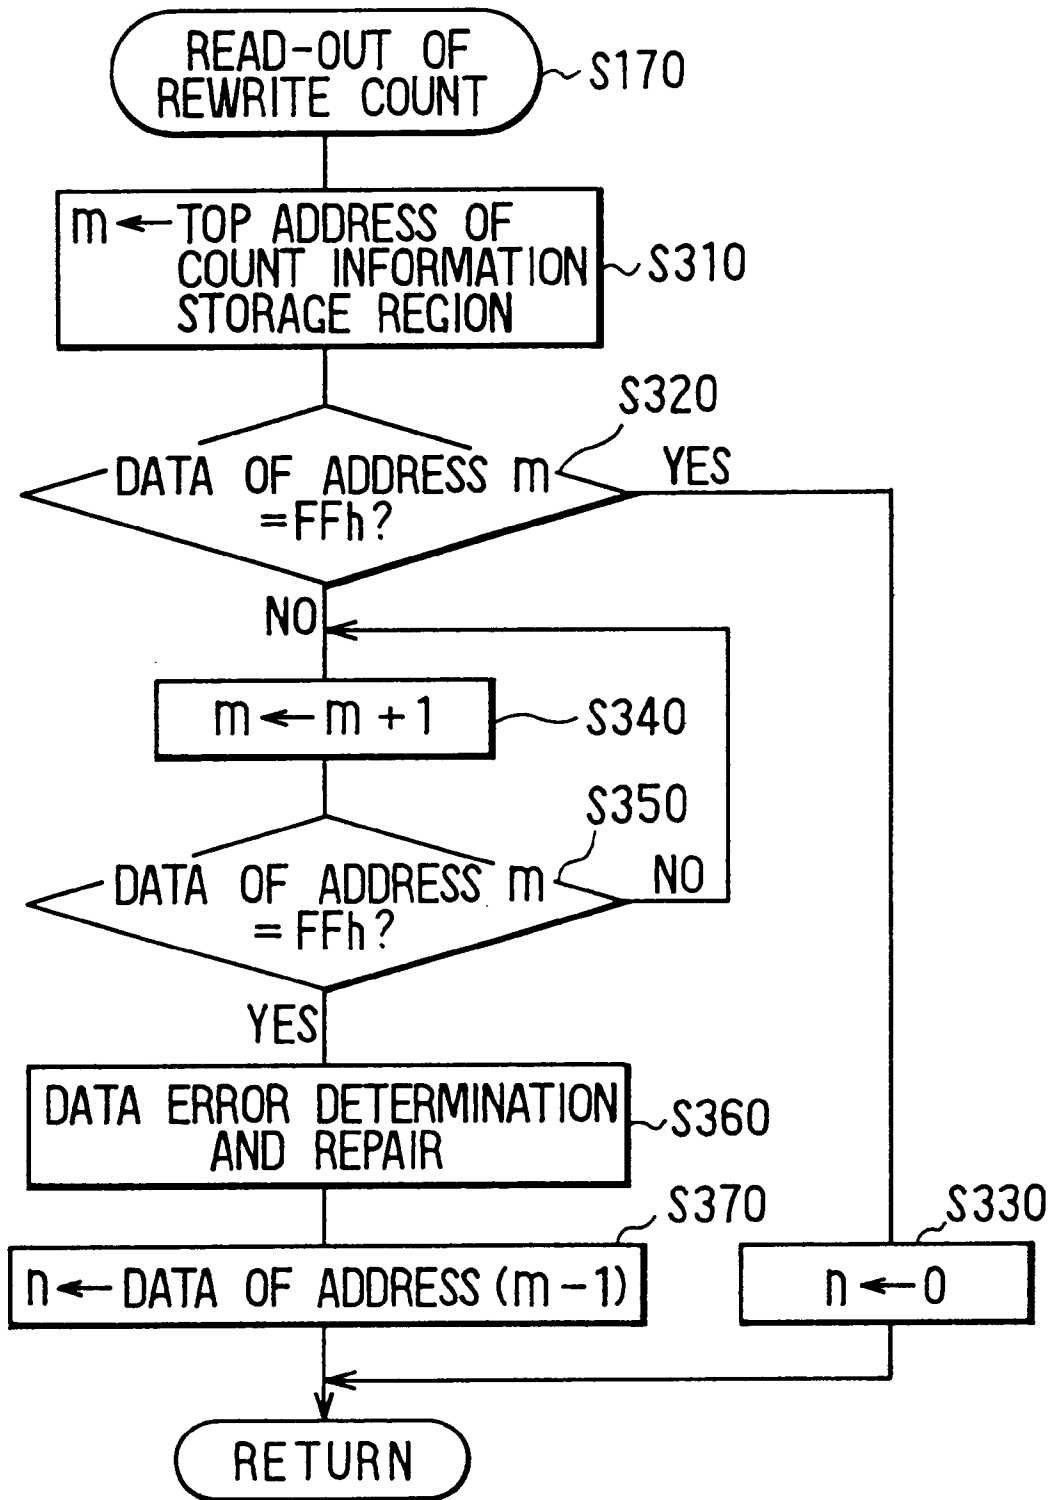 READ-OUT OF
REWRITE COUNT
S170
m←TOP ADDRESS OF
COUNT INFORMATION
STORAGE REGION
S310
S320
DATA OF ADDRESS m
=FFh?
YES
NO
m←m+1
S340
S350
DATA OF ADDRESS m
=FFh?
NO
YES
DATA ERROR DETERMINATION
AND REPAIR
S360
S370
n←DATA OF ADDRESS (m-1)
S330
n←0
RETURN